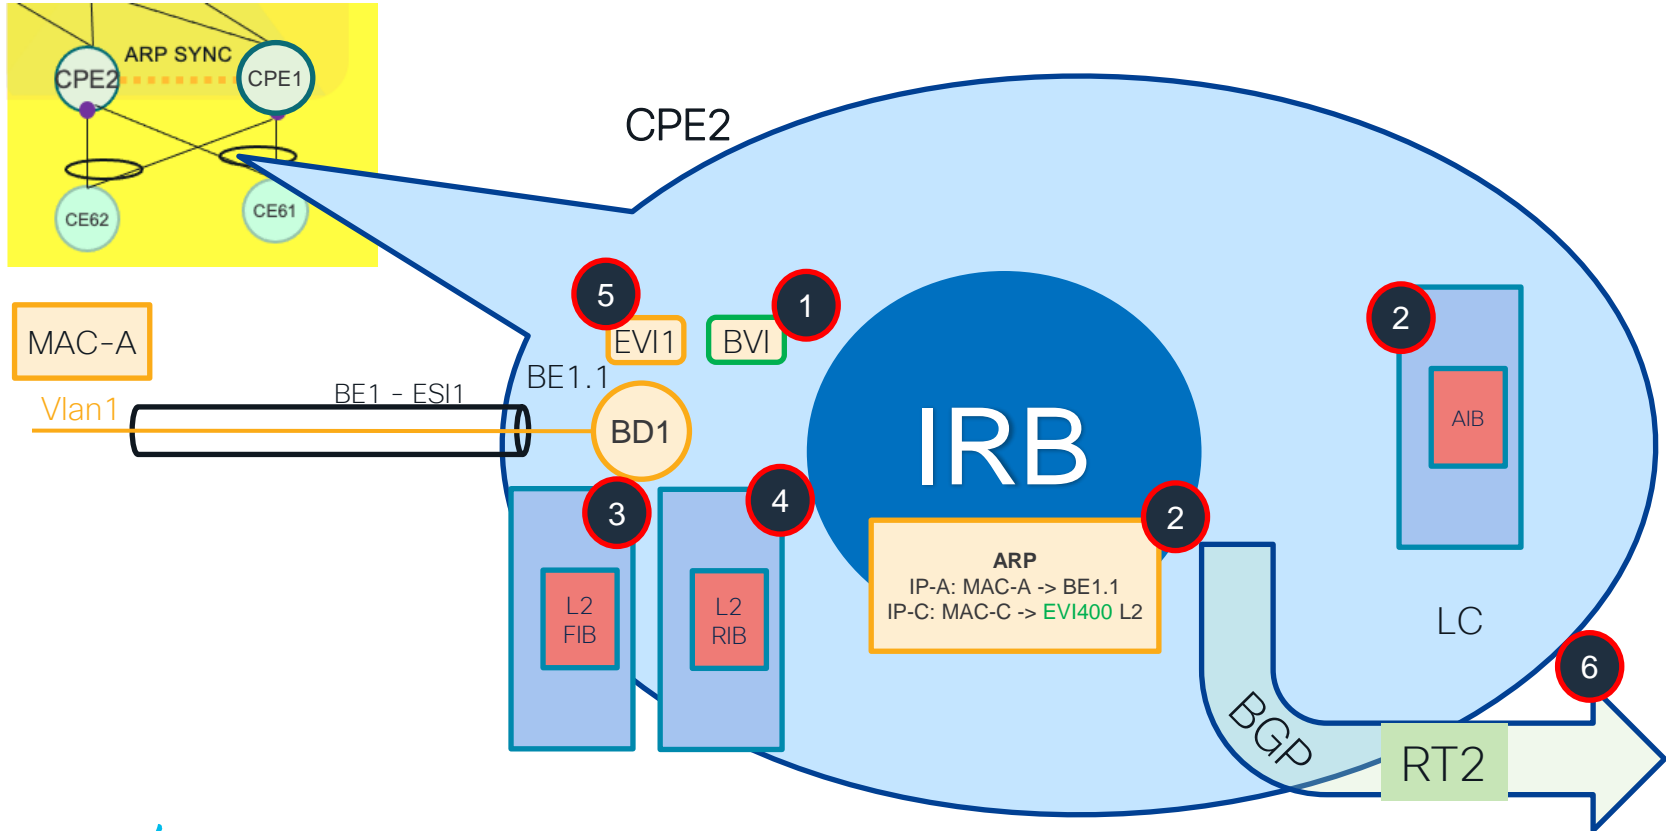 ARP SYNC
CPE2
CPE1
CE62
CE61
CPE2
MAC-A
Vlan1
BE1 - ESI1
BE1.1
5
EVI1
1
BVI
BD1
3
L2
FIB
4
L2
RIB
IRB
2
ARP
IP-A: MAC-A -> BE1.1
IP-C: MAC-C -> EVI400 L2
2
AIB
LC
6
BGP
RT2